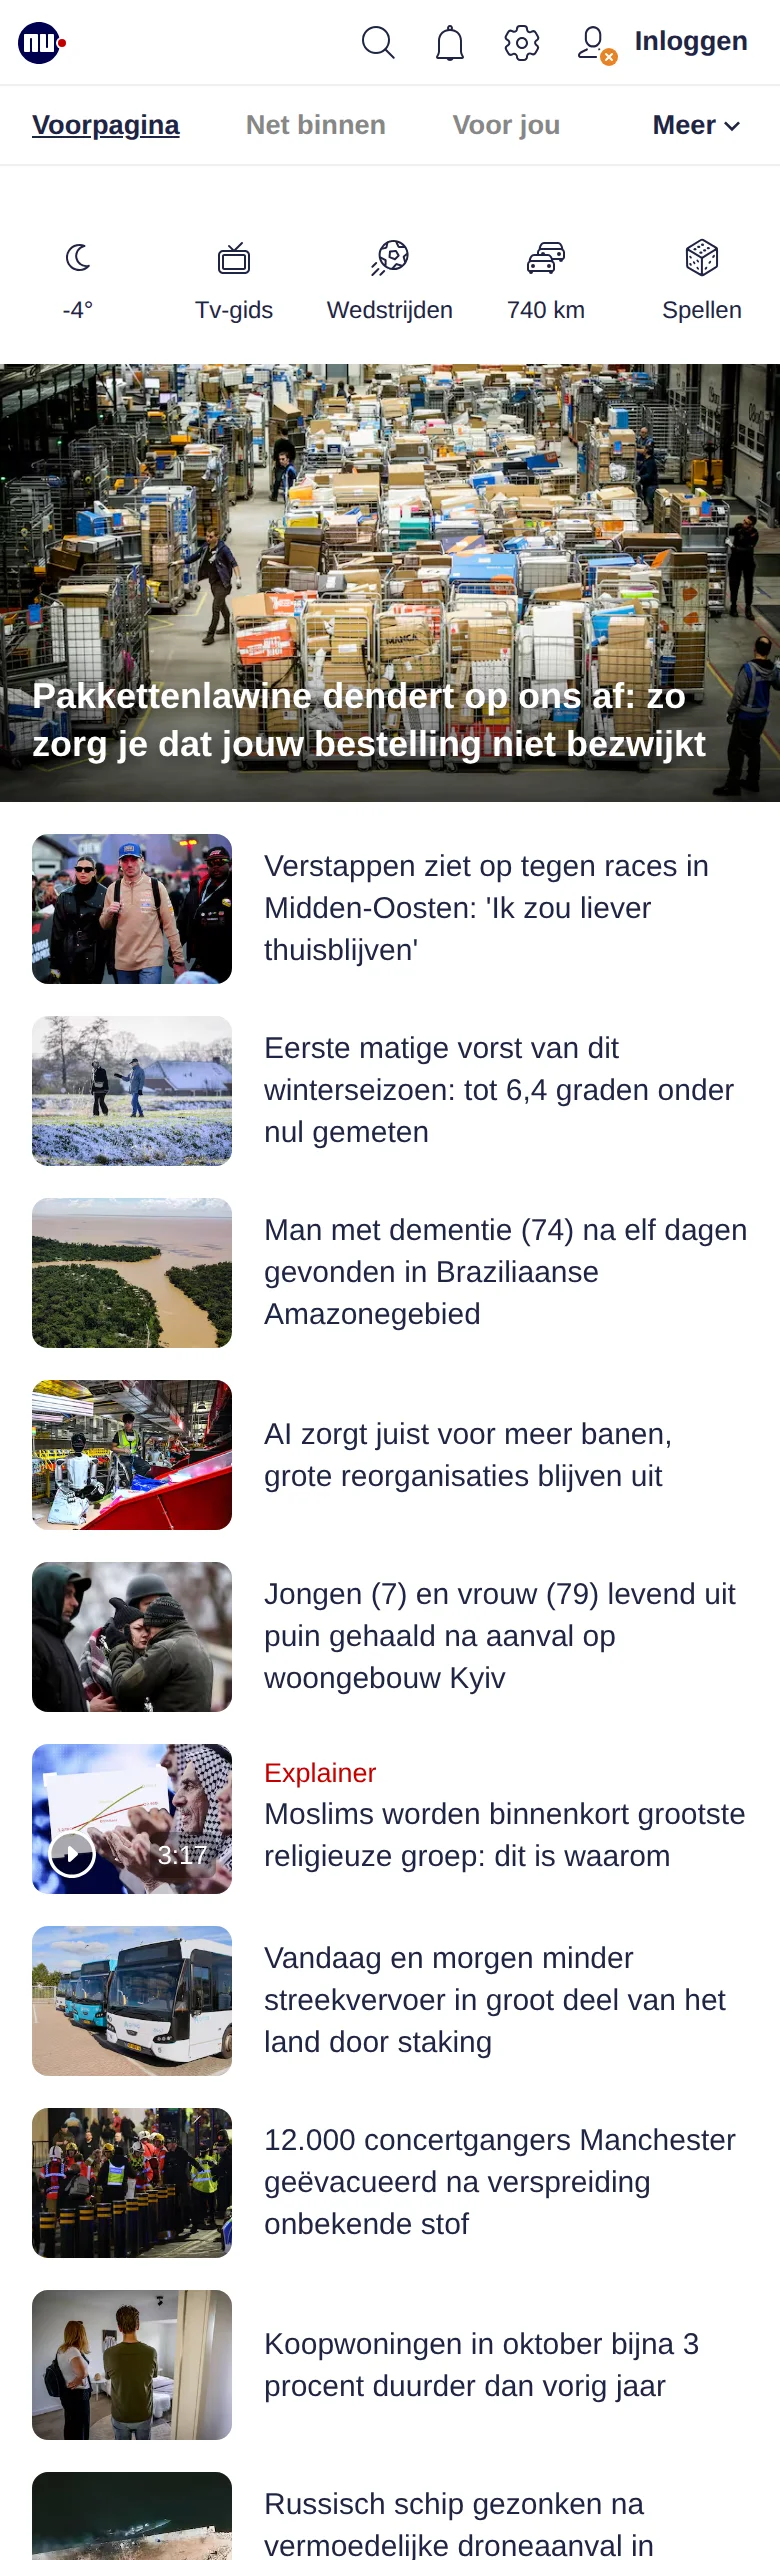 nu
Inloggen
Voorpagina
Net binnen
Voor jou
Meer
-4°
Tv-gids
Wedstrijden
740 km
Spellen
Pakkettenlawine dendert op ons af: zo
zorg je dat jouw bestelling niet bezwijkt
Verstappen ziet op tegen races in
Midden-Oosten: 'Ik zou liever
thuisblijven'
Eerste matige vorst van dit
winterseizoen: tot 6,4 graden onder
nul gemeten
Man met dementie (74) na elf dagen
gevonden in Braziliaanse
Amazonegebied
AI zorgt juist voor meer banen,
grote reorganisaties blijven uit
Jongen (7) en vrouw (79) levend uit
puin gehaald na aanval op
woongebouw Kyiv
Explainer
Moslims worden binnenkort grootste
religieuze groep: dit is waarom
3:17
Vandaag en morgen minder
streekvervoer in groot deel van het
land door staking
12.000 concertgangers Manchester
geëvacueerd na verspreiding
onbekende stof
Koopwoningen in oktober bijna 3
procent duurder dan vorig jaar
Russisch schip gezonken na
vermoedelijke droneaanval in